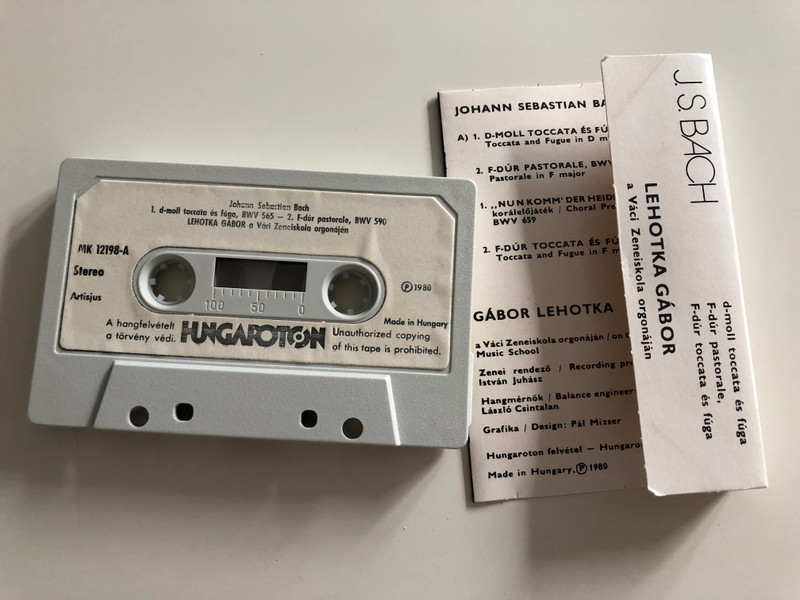 Johann Sebastian Bach
1. d-moll toccata és fúga, BWV 565 — 2. F-dúr pastorale, BWV 590
LEHOTKA GÁBOR a Váci Zeneiskola orgonáján
MK 12198-A
Stereo
Artisjus
100 50 0
Ⓟ1980
Made in Hungary
A hangfelvételt
a törvény védi.
HUNGAROTON
Unauthorized copying
of this tape is prohibited.
JOHANN SEBASTIAN BA
A) 1. D-MOLL TOCCATA ÉS FÚ
Toccata and Fugue in D m
2. F-DÚR PASTORALE, BWV
Pastorale in F major
1. „NUN KOMM' DER HEID
korálelőjáték / Choral Pre
BWV 659
2. F-DÚR TOCCATA ÉS FÚ
Toccata and Fugue in F m
GÁBOR LEHOTKA
a Váci Zeneiskola orgonáján / on t
Music School
Zenei rendező / Recording pr
István Juhász
Hangmérnök / Balance engineer
László Csintalan
Grafika / Design: Pál Mizser
Hungaroton felvétel — Hungaro
Made in Hungary, Ⓟ 1980
J. S. BACH
LEHOTKA GÁBOR
a Váci Zeneiskola orgonáján
d-moll toccata és fúga
F-dúr pastorale,
F-dúr toccata és fúga